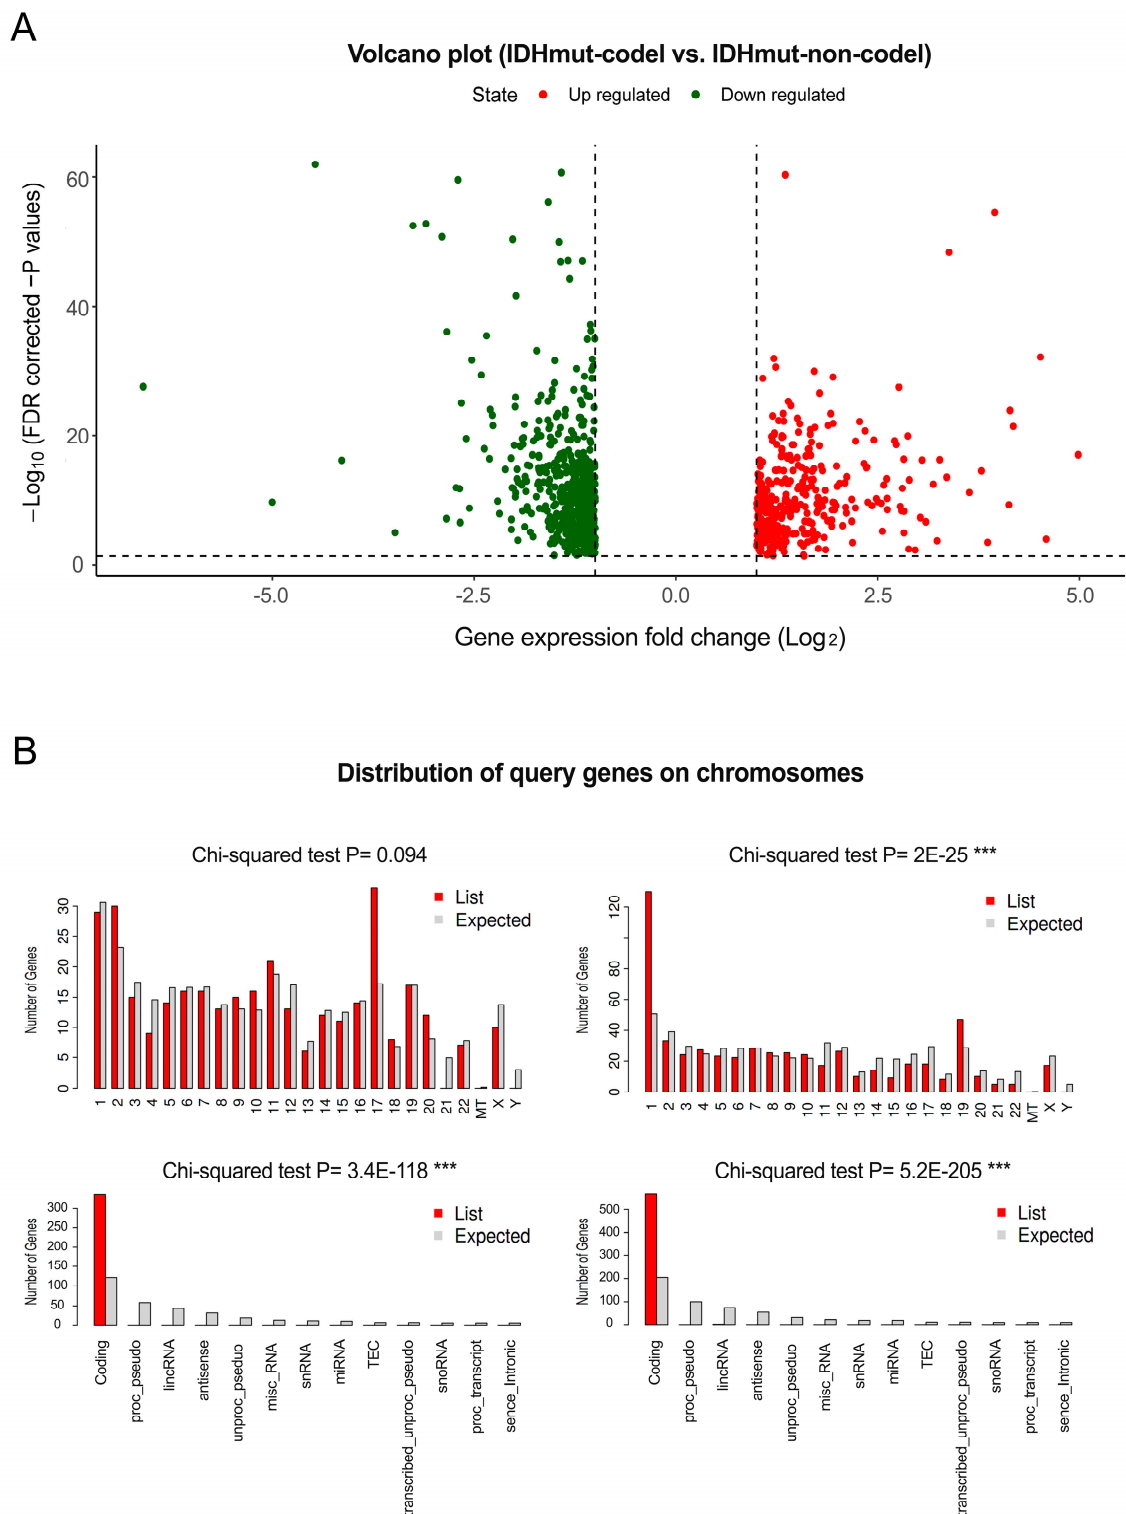 A
Volcano plot (IDHmut-codel vs. IDHmut-non-codel)
State Up regulated Down regulated
−Log10 (FDR corrected −P values)
60
40
20
0
-5.0 -2.5 0.0 2.5 5.0
Gene expression fold change (Log2)
B
Distribution of query genes on chromosomes
Chi-squared test P= 0.094
List
Expected
Number of Genes
30
25
20
15
10
5
0
1 2 3 4 5 6 7 8 9 10 11 12 13 14 15 16 17 18 19 20 21 22 MT X Y
Chi-squared test P= 2E-25 ***
List
Expected
Number of Genes
120
80
60
40
20
0
1 2 3 4 5 6 7 8 9 10 11 12 13 14 15 16 17 18 19 20 21 22 MT X Y
Chi-squared test P= 3.4E-118 ***
List
Expected
Number of Genes
300
250
200
150
100
50
0
Coding
proc_pseudo
lincRNA
antisense
unproc_pseduo
misc_RNA
snRNA
miRNA
TEC
transcribed_unproc_pseudo
snoRNA
proc_transcript
sence_Intronic
Chi-squared test P= 5.2E-205 ***
List
Expected
Number of Genes
500
400
300
200
100
0
Coding
proc_pseudo
lincRNA
antisense
unproc_pseduo
misc_RNA
snRNA
miRNA
TEC
transcribed_unproc_pseudo
snoRNA
proc_transcript
sence_Intronic